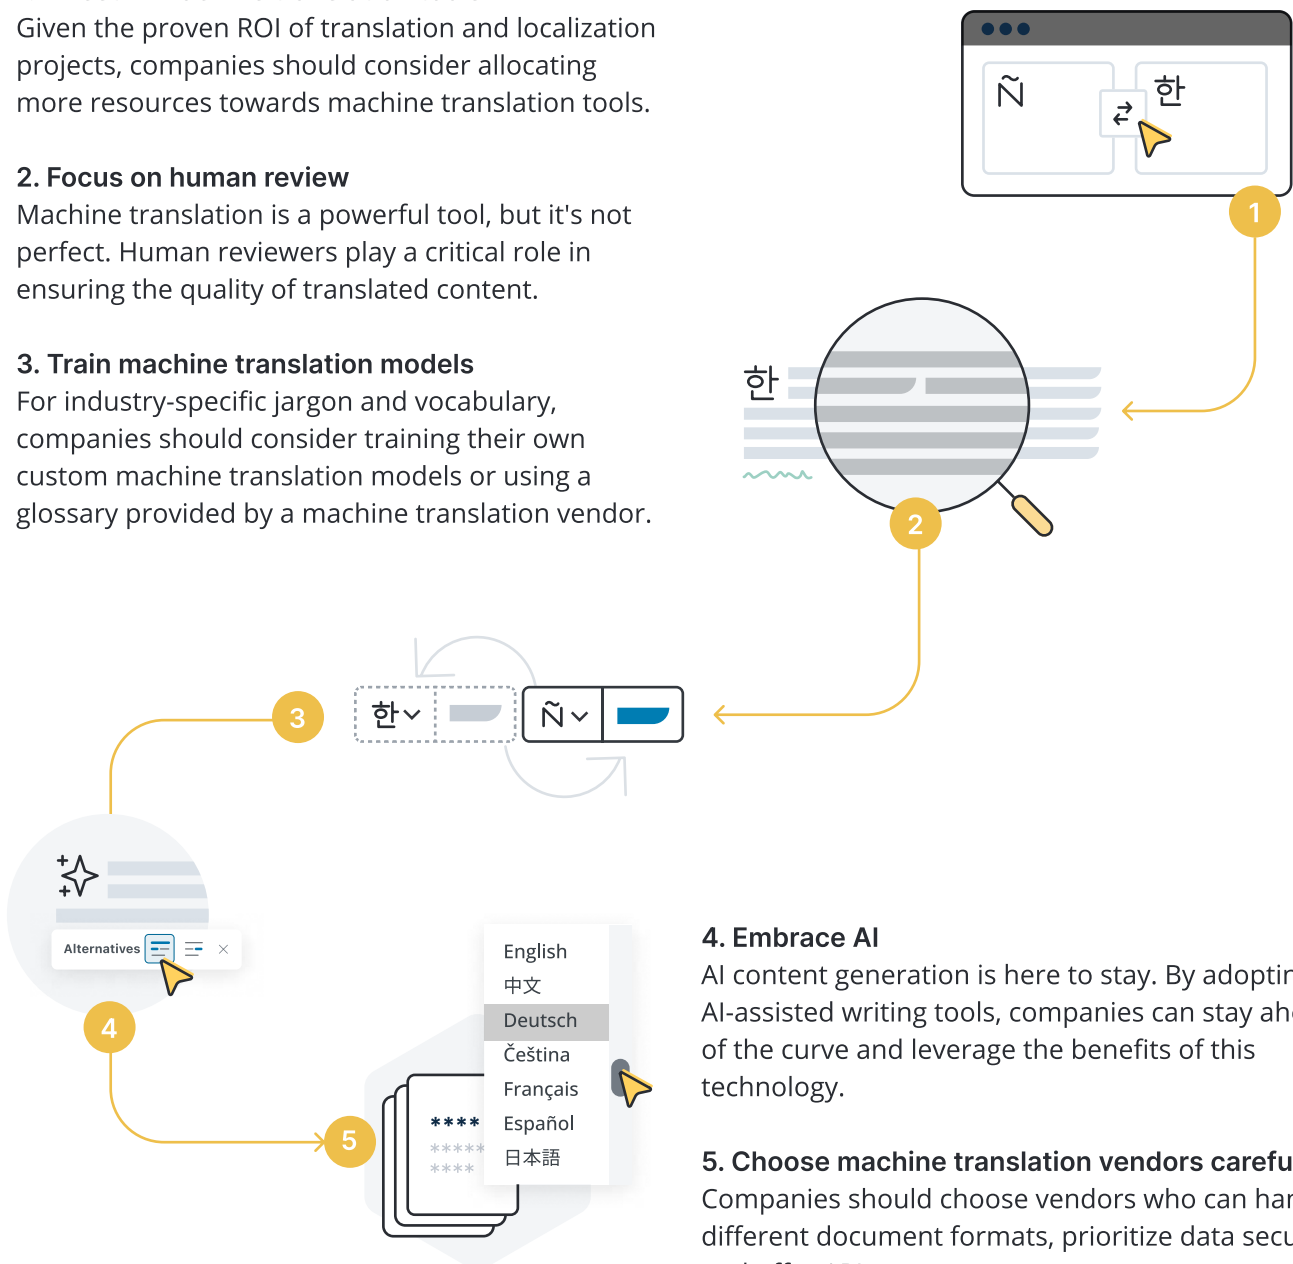 Given the proven ROI of translation and localization
projects, companies should consider allocating
more resources towards machine translation tools.
Ñ
한
1
2. Focus on human review
Machine translation is a powerful tool, but it's not
perfect. Human reviewers play a critical role in
ensuring the quality of translated content.
한
2
3. Train machine translation models
For industry-specific jargon and vocabulary,
companies should consider training their own
custom machine translation models or using a
glossary provided by a machine translation vendor.
3
한
Ñ
Alternatives
4
English
中文
Deutsch
Čeština
Français
Español
日本語
****
*****
****
5
4. Embrace AI
AI content generation is here to stay. By adoptin
AI-assisted writing tools, companies can stay ah
of the curve and leverage the benefits of this
technology.
5. Choose machine translation vendors carefu
Companies should choose vendors who can har
different document formats, prioritize data secu